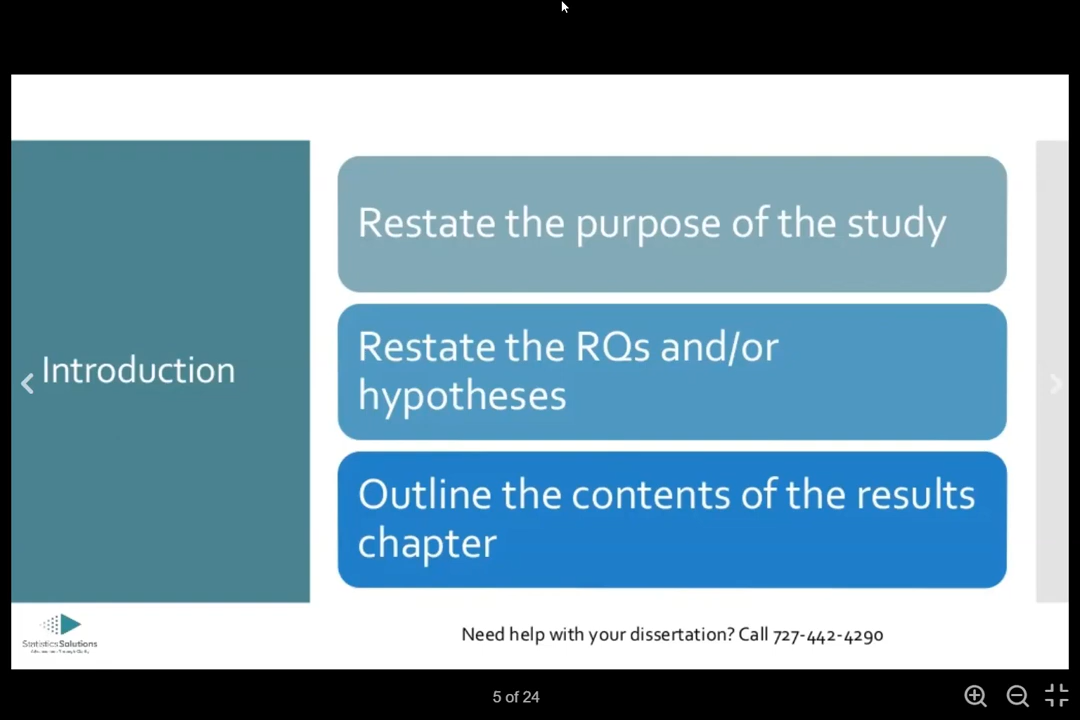 Introduction
Restate the purpose of the study
Restate the RQs and/or
hypotheses
Outline the contents of the results
chapter
StatisticsSolutions
Need help with your dissertation? Call 727-442-4290
5 of 24